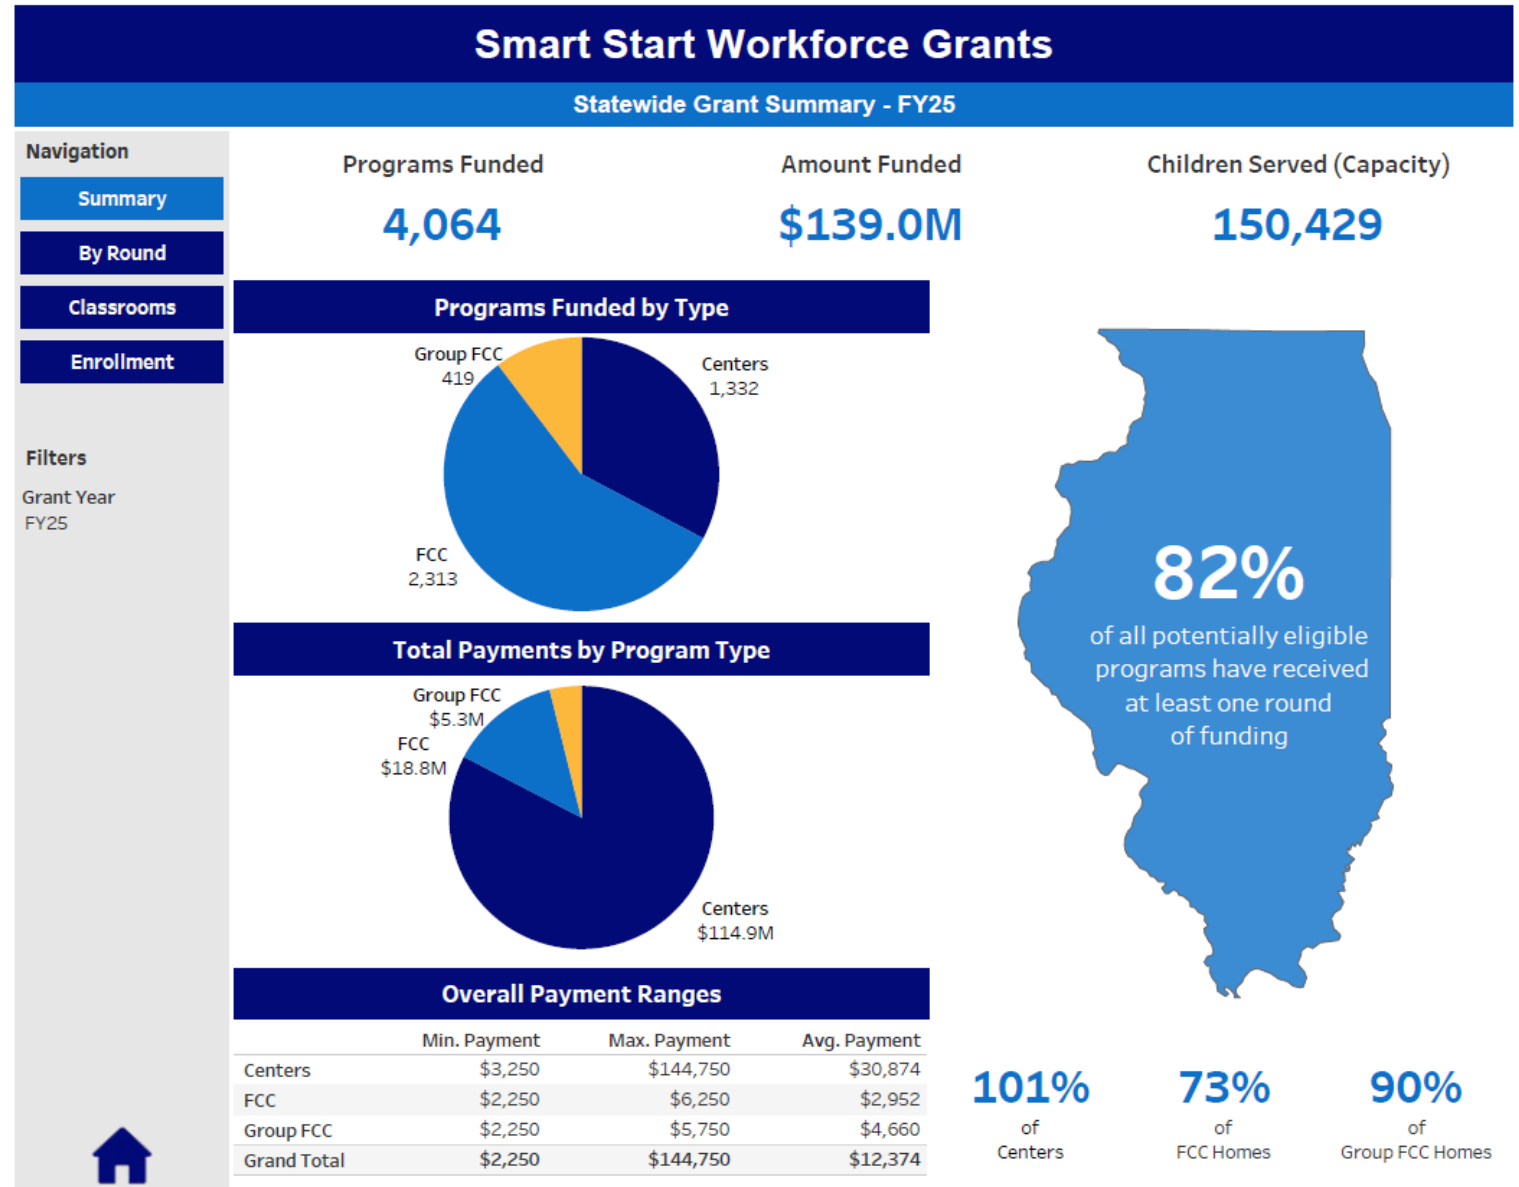 Smart Start Workforce Grants
Statewide Grant Summary - FY25
Navigation
Summary
By Round
Classrooms
Enrollment
Filters
Grant Year
FY25
Programs Funded
4,064
Amount Funded
$139.0M
Children Served (Capacity)
150,429
Programs Funded by Type
Group FCC
419
Centers
1,332
FCC
2,313
Total Payments by Program Type
Group FCC
$5.3M
FCC
$18.8M
Centers
$114.9M
Overall Payment Ranges
Min. Payment Max. Payment Avg. Payment
Centers $3,250 $144,750 $30,874
FCC $2,250 $6,250 $2,952
Group FCC $2,250 $5,750 $4,660
Grand Total $2,250 $144,750 $12,374
82%
of all potentially eligible
programs have received
at least one round
of funding
101%
of
Centers
73%
of
FCC Homes
90%
of
Group FCC Homes